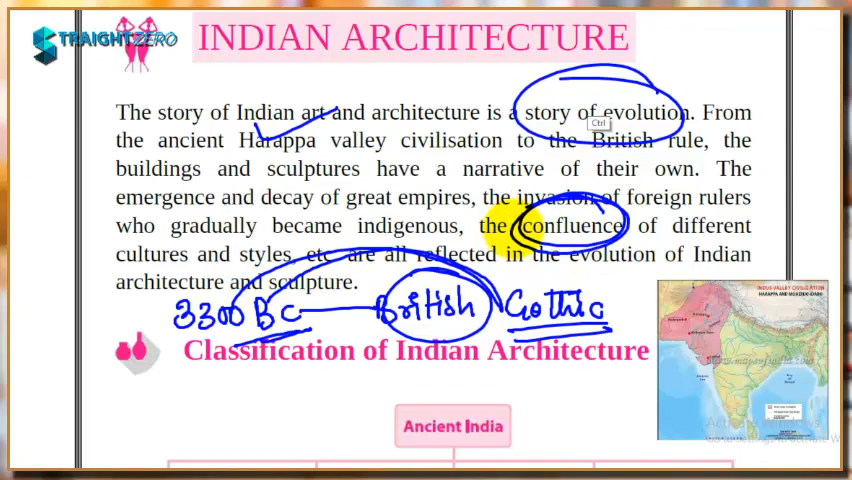 STRAIGHTZERO
INDIAN ARCHITECTURE
The story of Indian art and architecture is a story of evolution. From
Ctrl
the ancient Harappa valley civilisation to the British rule, the
buildings and sculptures have a narrative of their own. The
emergence and decay of great empires, the invasion of foreign rulers
who gradually became indigenous, the confluence of different
cultures and styles, etc. are all reflected in the evolution of Indian
architecture and sculpture.
3300 BC British Gothic
INDUS VALLEY CIVILIZATION
HARAPPA AND MOHENJO-DARO
Classification of Indian Architecture
Ancient India